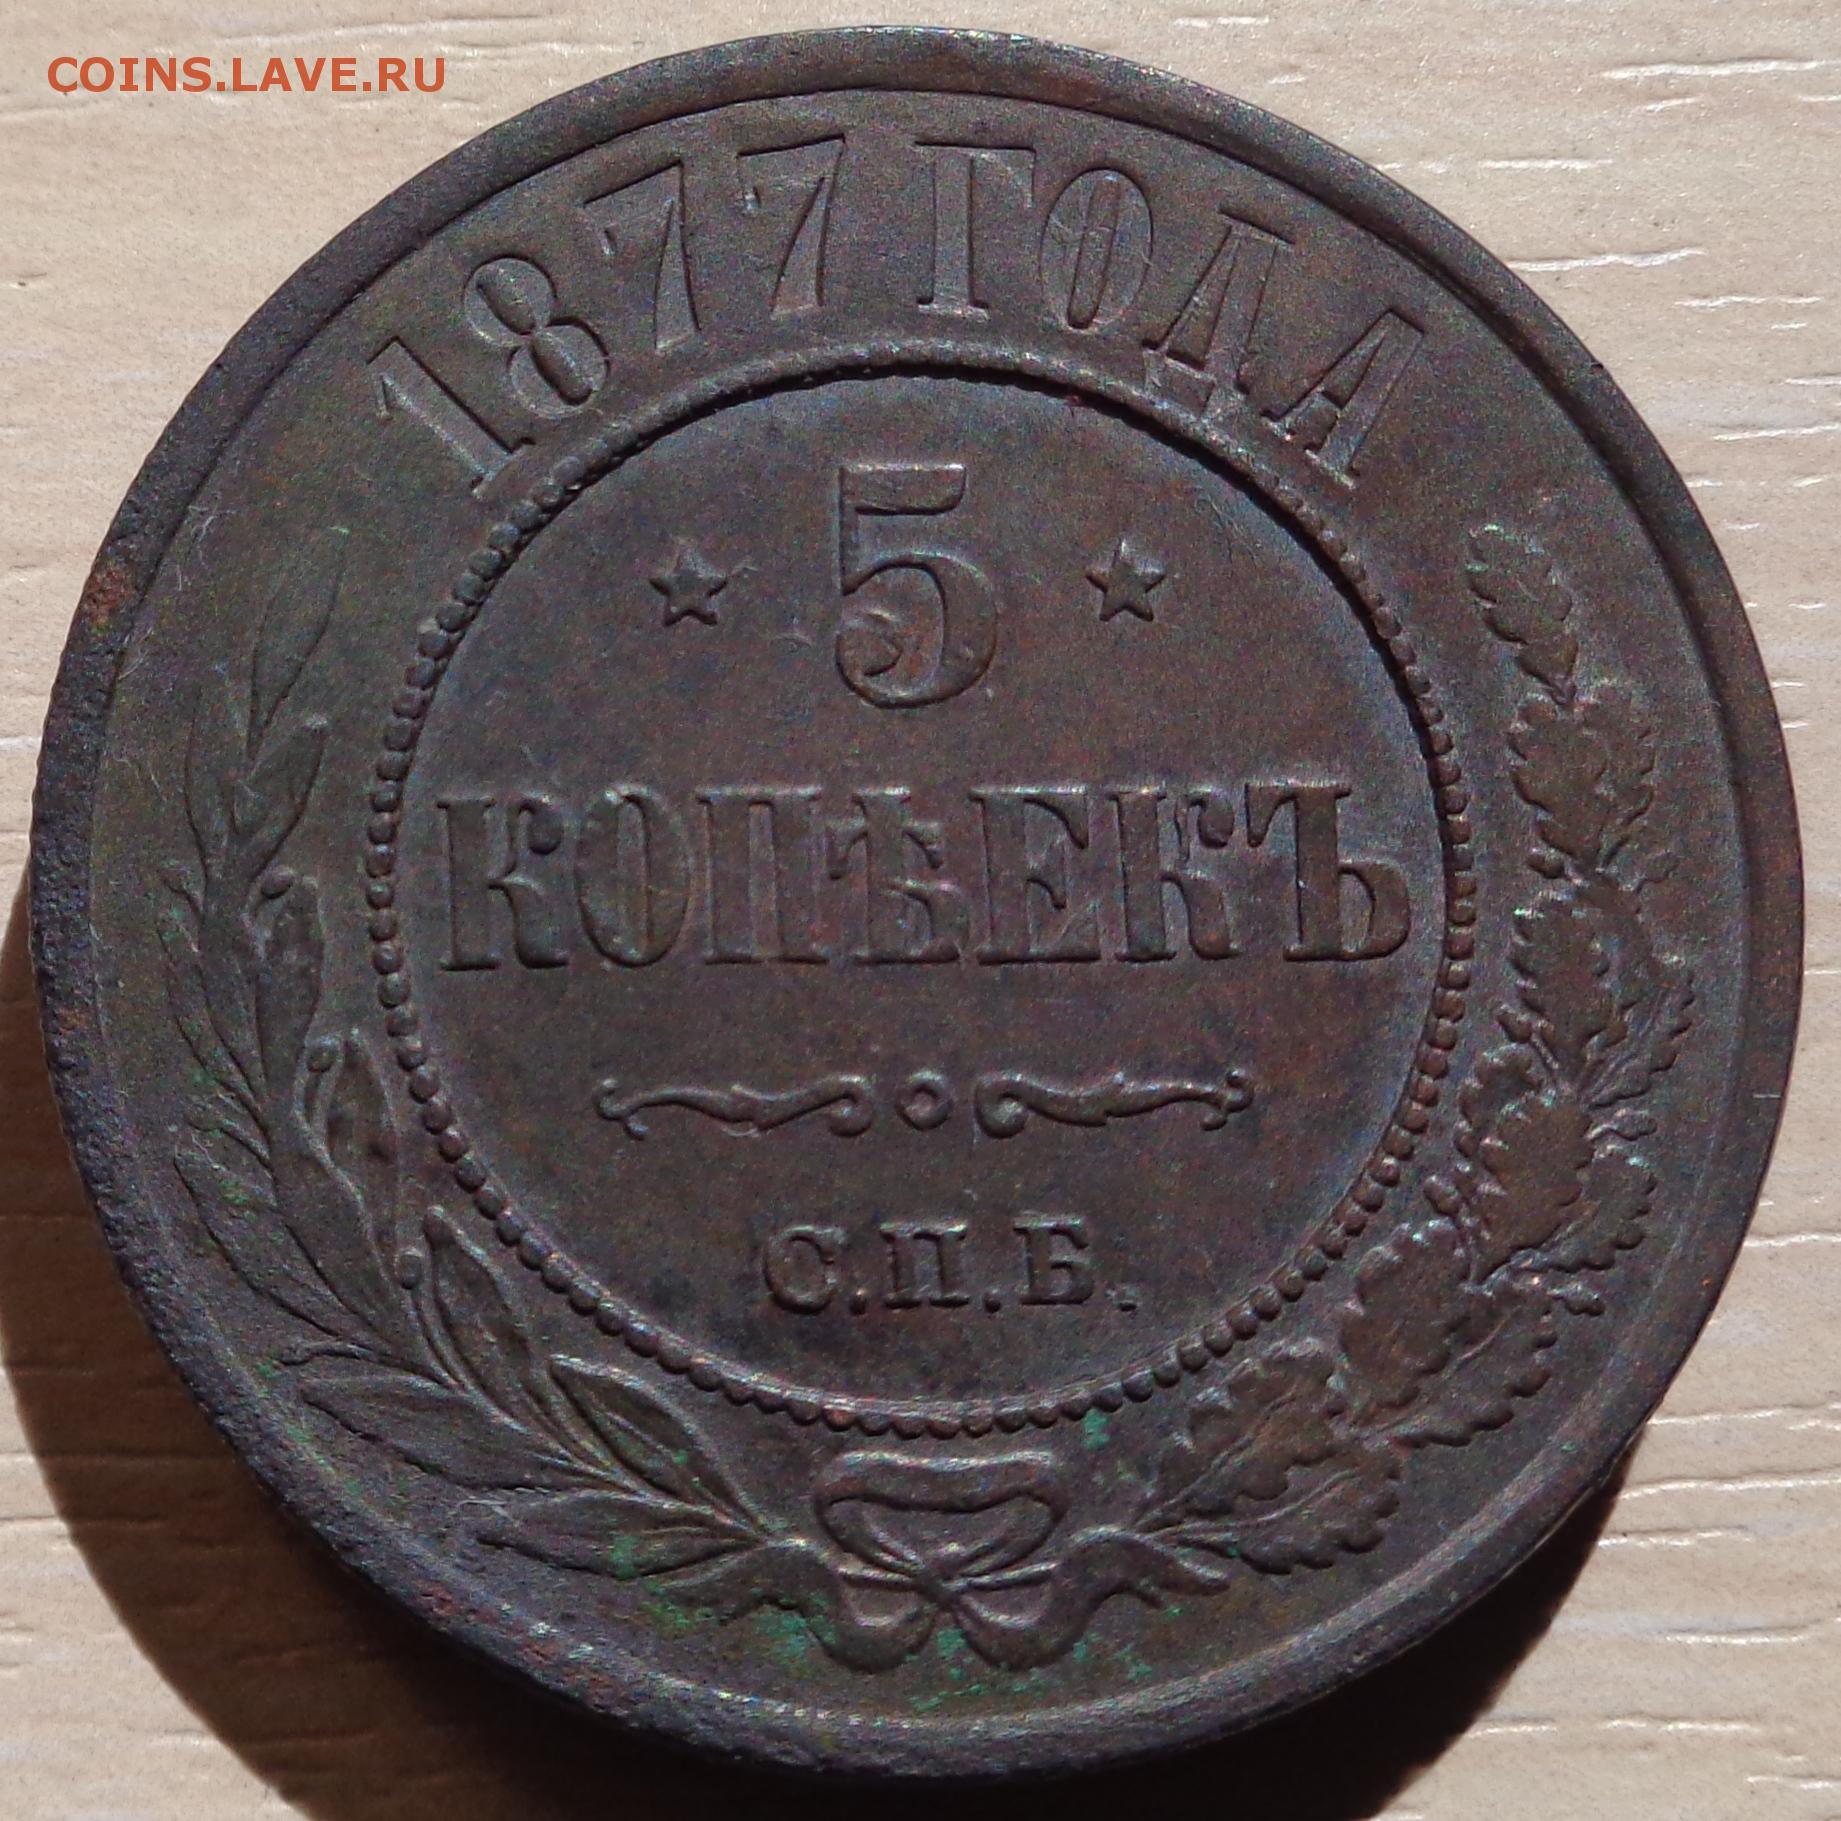 COINS.LAVE.RU
1877 ГОДА
5
КОПѢЕКЪ
С.П.Б.